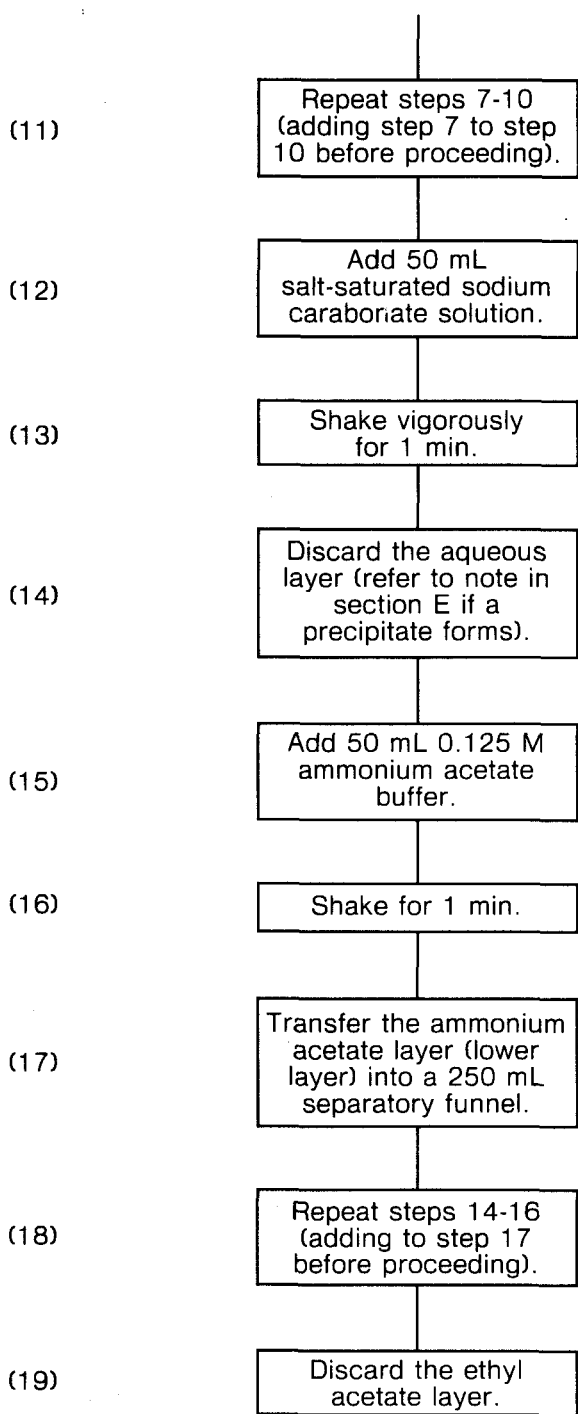 (11)
Repeat steps 7-10
(adding step 7 to step
10 before proceeding).
(12)
Add 50 mL
salt-saturated sodium
caraboriate solution.
(13)
Shake vigorously
for 1 min.
(14)
Discard the aqueous
layer (refer to note in
section E if a
precipitate forms).
(15)
Add 50 mL 0.125 M
ammonium acetate
buffer.
(16)
Shake for 1 min.
(17)
Transfer the ammonium
acetate layer (lower
layer) into a 250 mL
separatory funnel.
(18)
Repeat steps 14-16
(adding to step 17
before proceeding).
(19)
Discard the ethyl
acetate layer.